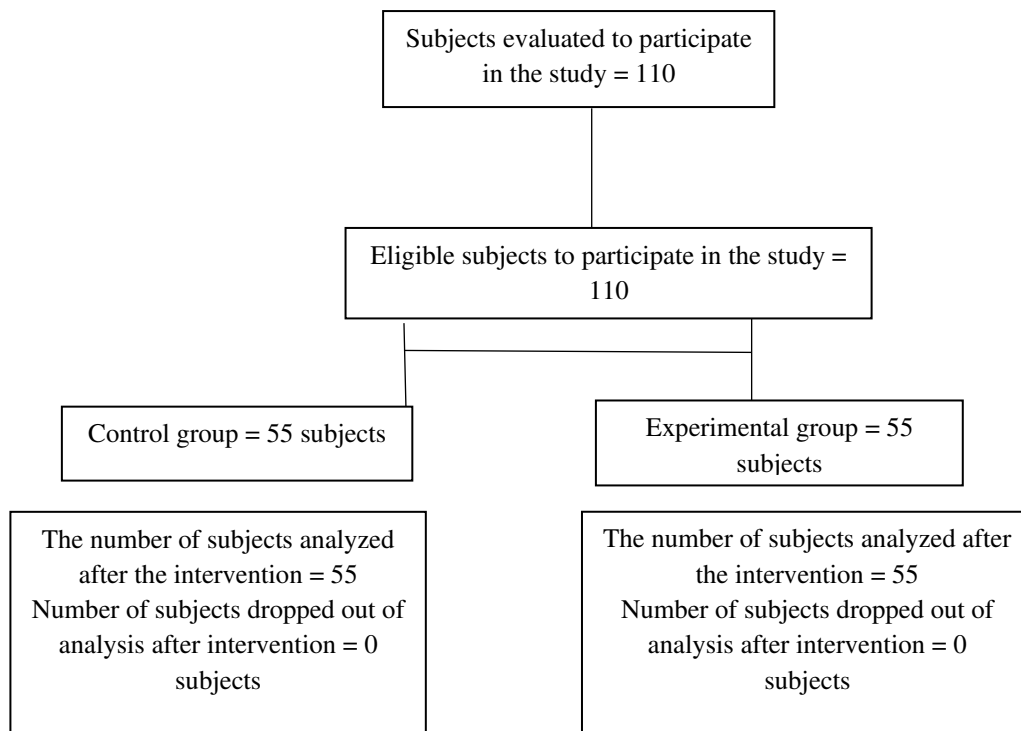 Subjects evaluated to participate
in the study = 110
Eligible subjects to participate in the study =
110
Control group = 55 subjects
Experimental group = 55
subjects
The number of subjects analyzed
after the intervention = 55
Number of subjects dropped out of
analysis after intervention = 0
subjects
The number of subjects analyzed after
the intervention = 55
Number of subjects dropped out of
analysis after intervention = 0
subjects